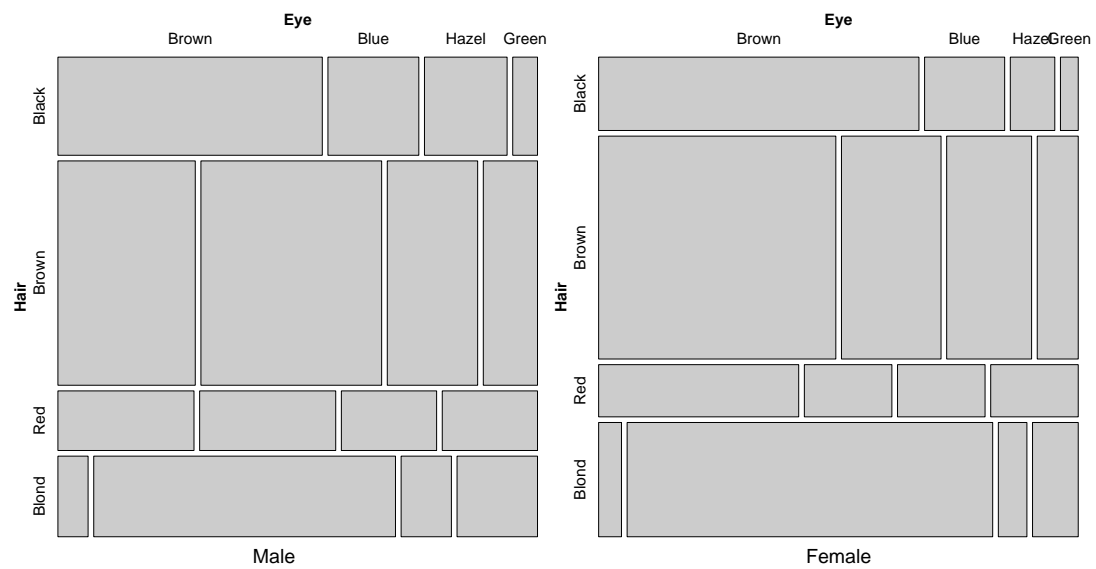 Eye
Brown Blue Hazel Green
Black
Brown
Hair
Red
Blond
Male
Eye
Brown Blue Hazel Green
Black
Brown
Hair
Red
Blond
Female